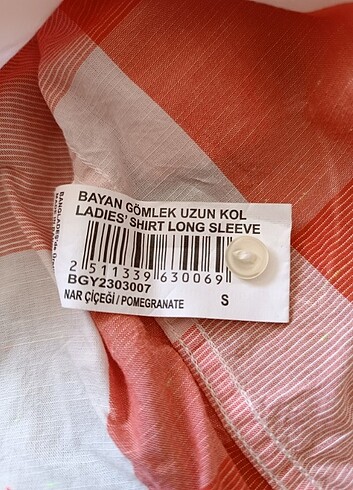 BAYAN GÖMLEK UZUN KOL
LADIES' SHIRT LONG SLEEVE
2 511339 630069
BGY2303007
NAR ÇİÇEĞİ / POMEGRANATE S